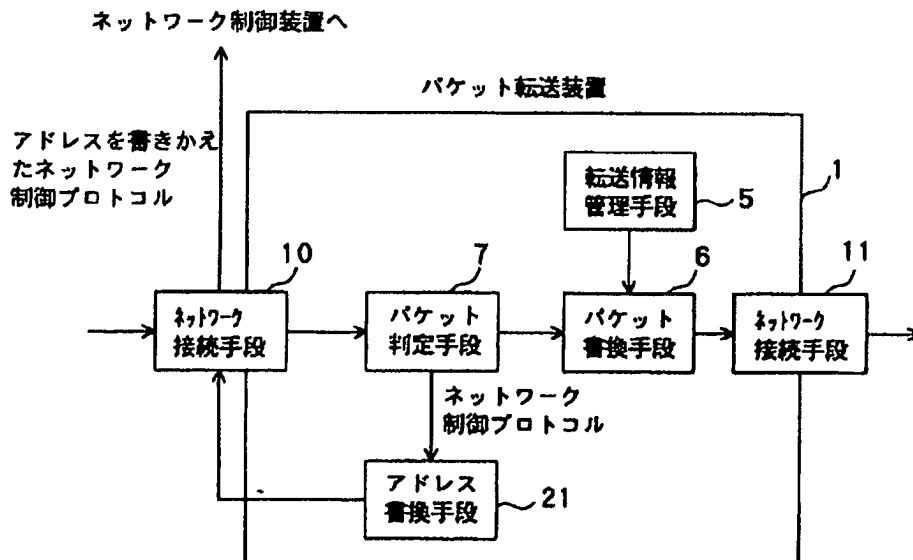 ネットワーク制御装置へ
パケット転送装置
アドレスを書きかえ
たネットワーク
制御プロトコル
転送情報
管理手段
5
1
10
7
6
11
ネットワーク
接続手段
パケット
判定手段
パケット
書換手段
ネットワーク
接続手段
ネットワーク
制御プロトコル
アドレス
書換手段
21